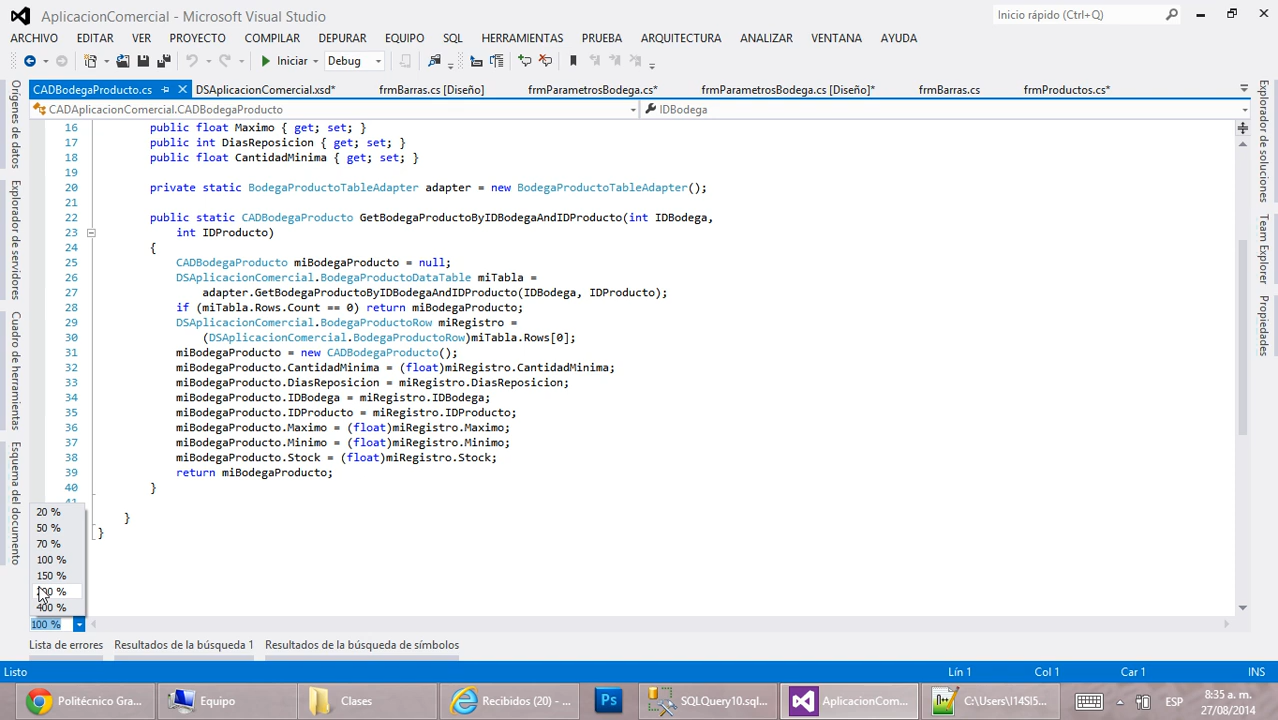 AplicacionComercial - Microsoft Visual Studio
Inicio rápido (Ctrl+Q)
ARCHIVO EDITAR VER PROYECTO COMPILAR DEPURAR EQUIPO SQL HERRAMIENTAS PRUEBA ARQUITECTURA ANALIZAR VENTANA AYUDA
Iniciar Debug
CADBodegaProducto.cs DSAplicacionComercial.xsd* frmBarras.cs [Diseño] frmParametrosBodega.cs* frmParametrosBodega.cs [Diseño]* frmBarras.cs frmProductos.cs*
CADAplicacionComercial.CADBodegaProducto IDBodega
Orígenes de datos
Explorador de servidores
Cuadro de herramientas
Esquema del documento
16 public float Maximo { get; set; }
17 public int DiasReposicion { get; set; }
18 public float CantidadMinima { get; set; }
19
20 private static BodegaProductoTableAdapter adapter = new BodegaProductoTableAdapter();
21
22 public static CADBodegaProducto GetBodegaProductoByIDBodegaAndIDProducto(int IDBodega,
23 int IDProducto)
24 {
25 CADBodegaProducto miBodegaProducto = null;
26 DSAplicacionComercial.BodegaProductoDataTable miTabla =
27 adapter.GetBodegaProductoByIDBodegaAndIDProducto(IDBodega, IDProducto);
28 if (miTabla.Rows.Count == 0) return miBodegaProducto;
29 DSAplicacionComercial.BodegaProductoRow miRegistro =
30 (DSAplicacionComercial.BodegaProductoRow)miTabla.Rows[0];
31 miBodegaProducto = new CADBodegaProducto();
32 miBodegaProducto.CantidadMinima = (float)miRegistro.CantidadMinima;
33 miBodegaProducto.DiasReposicion = miRegistro.DiasReposicion;
34 miBodegaProducto.IDBodega = miRegistro.IDBodega;
35 miBodegaProducto.IDProducto = miRegistro.IDProducto;
36 miBodegaProducto.Maximo = (float)miRegistro.Maximo;
37 miBodegaProducto.Minimo = (float)miRegistro.Minimo;
38 miBodegaProducto.Stock = (float)miRegistro.Stock;
39 return miBodegaProducto;
40 }
}
}
20 %
50 %
70 %
100 %
150 %
400 %
100 %
Explorador de soluciones
Team Explorer
Propiedades
Lista de errores Resultados de la búsqueda 1 Resultados de la búsqueda de símbolos
Listo Lín 1 Col 1 Car 1 INS
Politécnico Gra... Equipo Clases Recibidos (20) - ... Ps SQLQuery10.sql... AplicacionCom... C:\Users\I14SI5... ESP
8:35 a. m.
27/08/2014